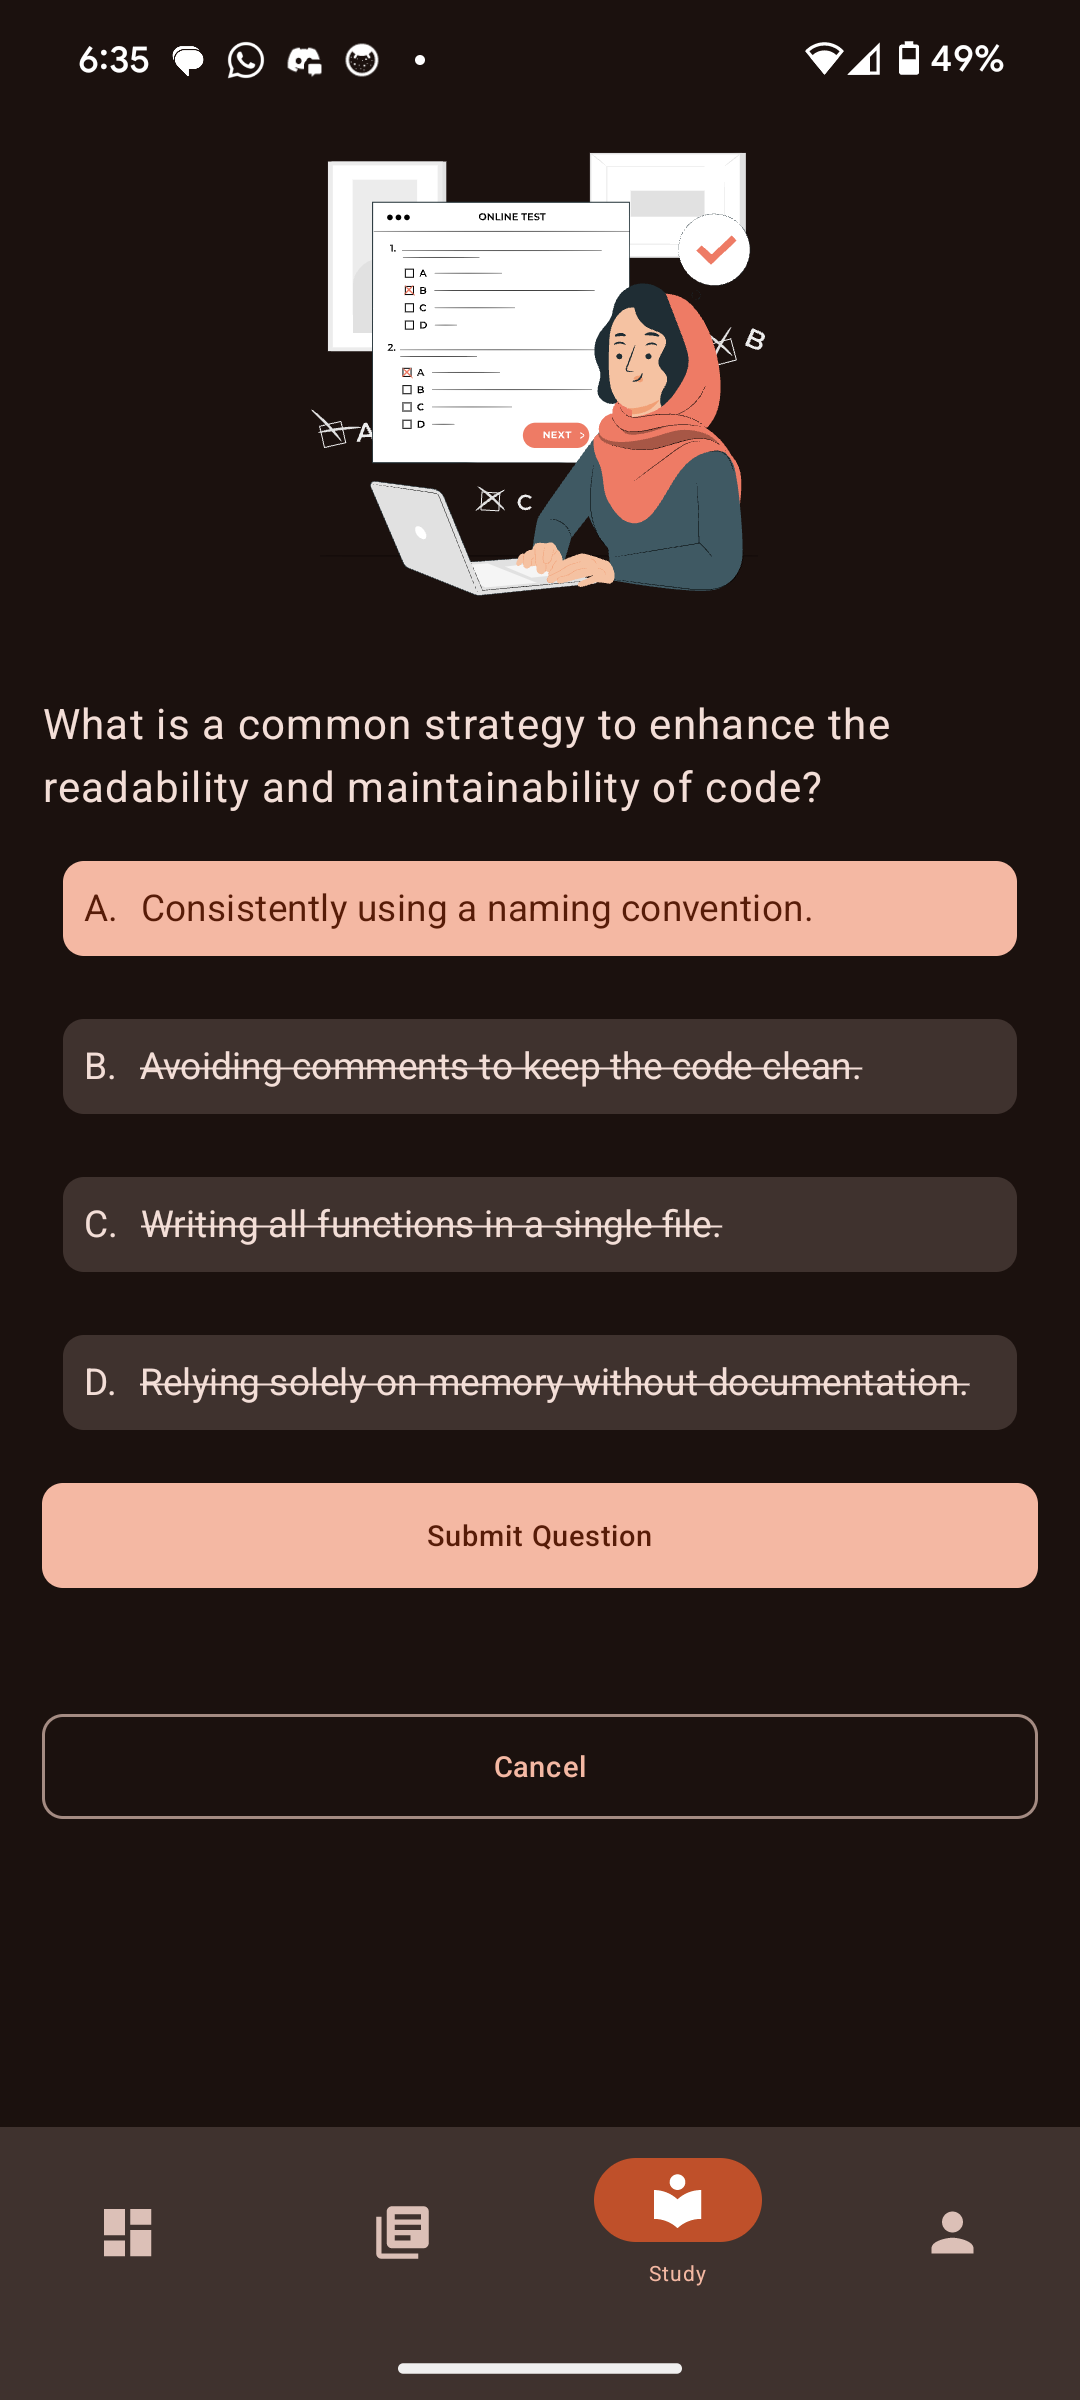 6:35
49%
ONLINE TEST
1.
A
B
C
D
2.
A
B
C
D
NEXT >
A
B
C
What is a common strategy to enhance the
readability and maintainability of code?
A. Consistently using a naming convention.
B. Avoiding comments to keep the code clean.
C. Writing all functions in a single file.
D. Relying solely on memory without documentation.
Submit Question
Cancel
Study